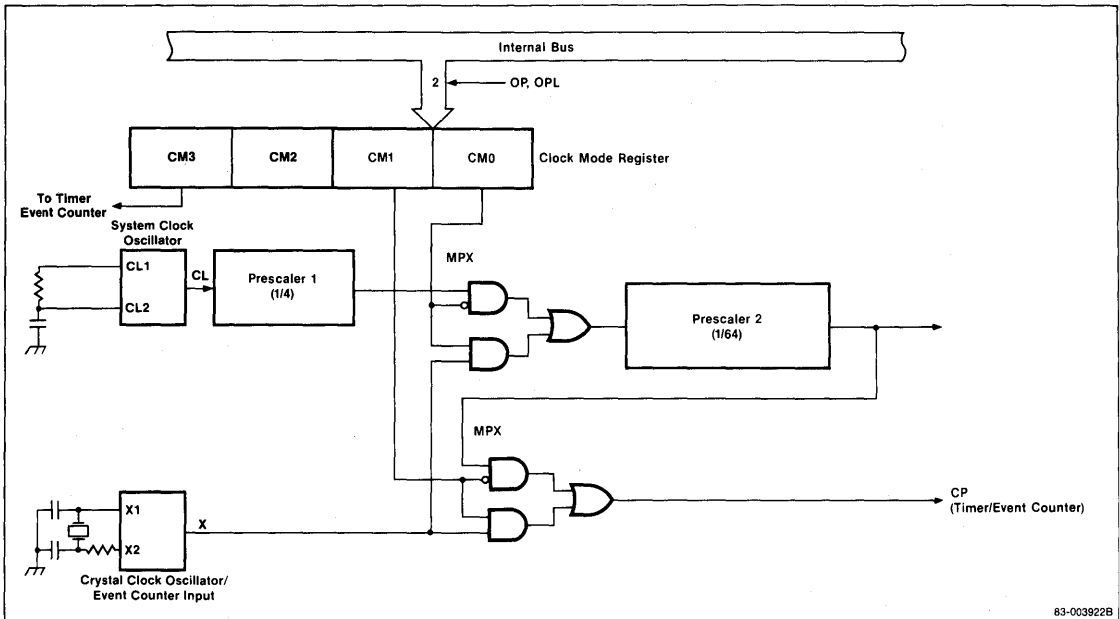 Internal Bus
2
OP, OPL
CM3
CM2
CM1
CM0
Clock Mode Register
To Timer
Event Counter
System Clock
Oscillator
CL1
CL2
CL
Prescaler 1
(1/4)
MPX
Prescaler 2
(1/64)
MPX
CP
(Timer/Event Counter)
X1
X2
X
Crystal Clock Oscillator/
Event Counter Input
83-003922B